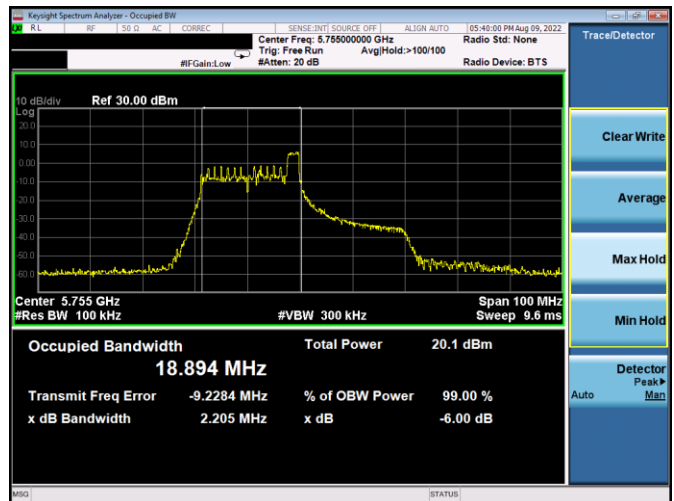 Keysight Spectrum Analyzer - Occupied BW
RL RF 50 Ω AC CORREC SENSE:INT SOURCE OFF ALIGN AUTO 05:40:00 PM Aug 09, 2022
Center Freq: 5.755000000 GHz Radio Std: None
Trig: Free Run Avg|Hold:>100/100
#IFGain:Low #Atten: 20 dB Radio Device: BTS
10 dB/div Ref 30.00 dBm
Log
20.0
10.0
0.00
-10.0
-20.0
-30.0
-40.0
-50.0
-60.0
Center 5.755 GHz Span 100 MHz
#Res BW 100 kHz #VBW 300 kHz Sweep 9.6 ms
Occupied Bandwidth Total Power 20.1 dBm
18.894 MHz
Transmit Freq Error -9.2284 MHz % of OBW Power 99.00 %
x dB Bandwidth 2.205 MHz x dB -6.00 dB
MSG STATUS
Trace/Detector
Clear Write
Average
Max Hold
Min Hold
Detector
Peak▶
Auto Man